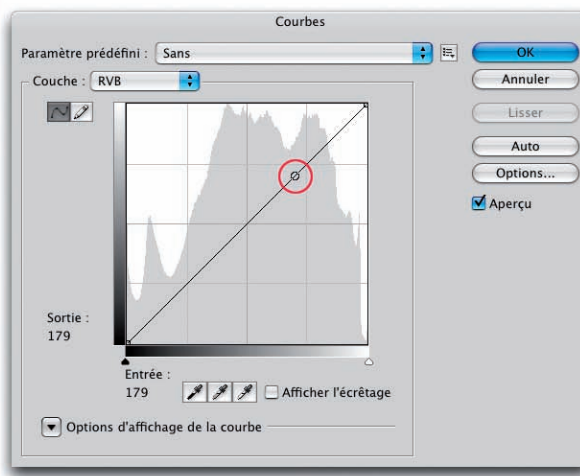 Courbes
Paramètre prédéfini : Sans
OK
Couche : RVB
Annuler
Lisser
Auto
Options...
Aperçu
Sortie :
179
Entrée :
179
Afficher l'écrêtage
Options d'affichage de la courbe